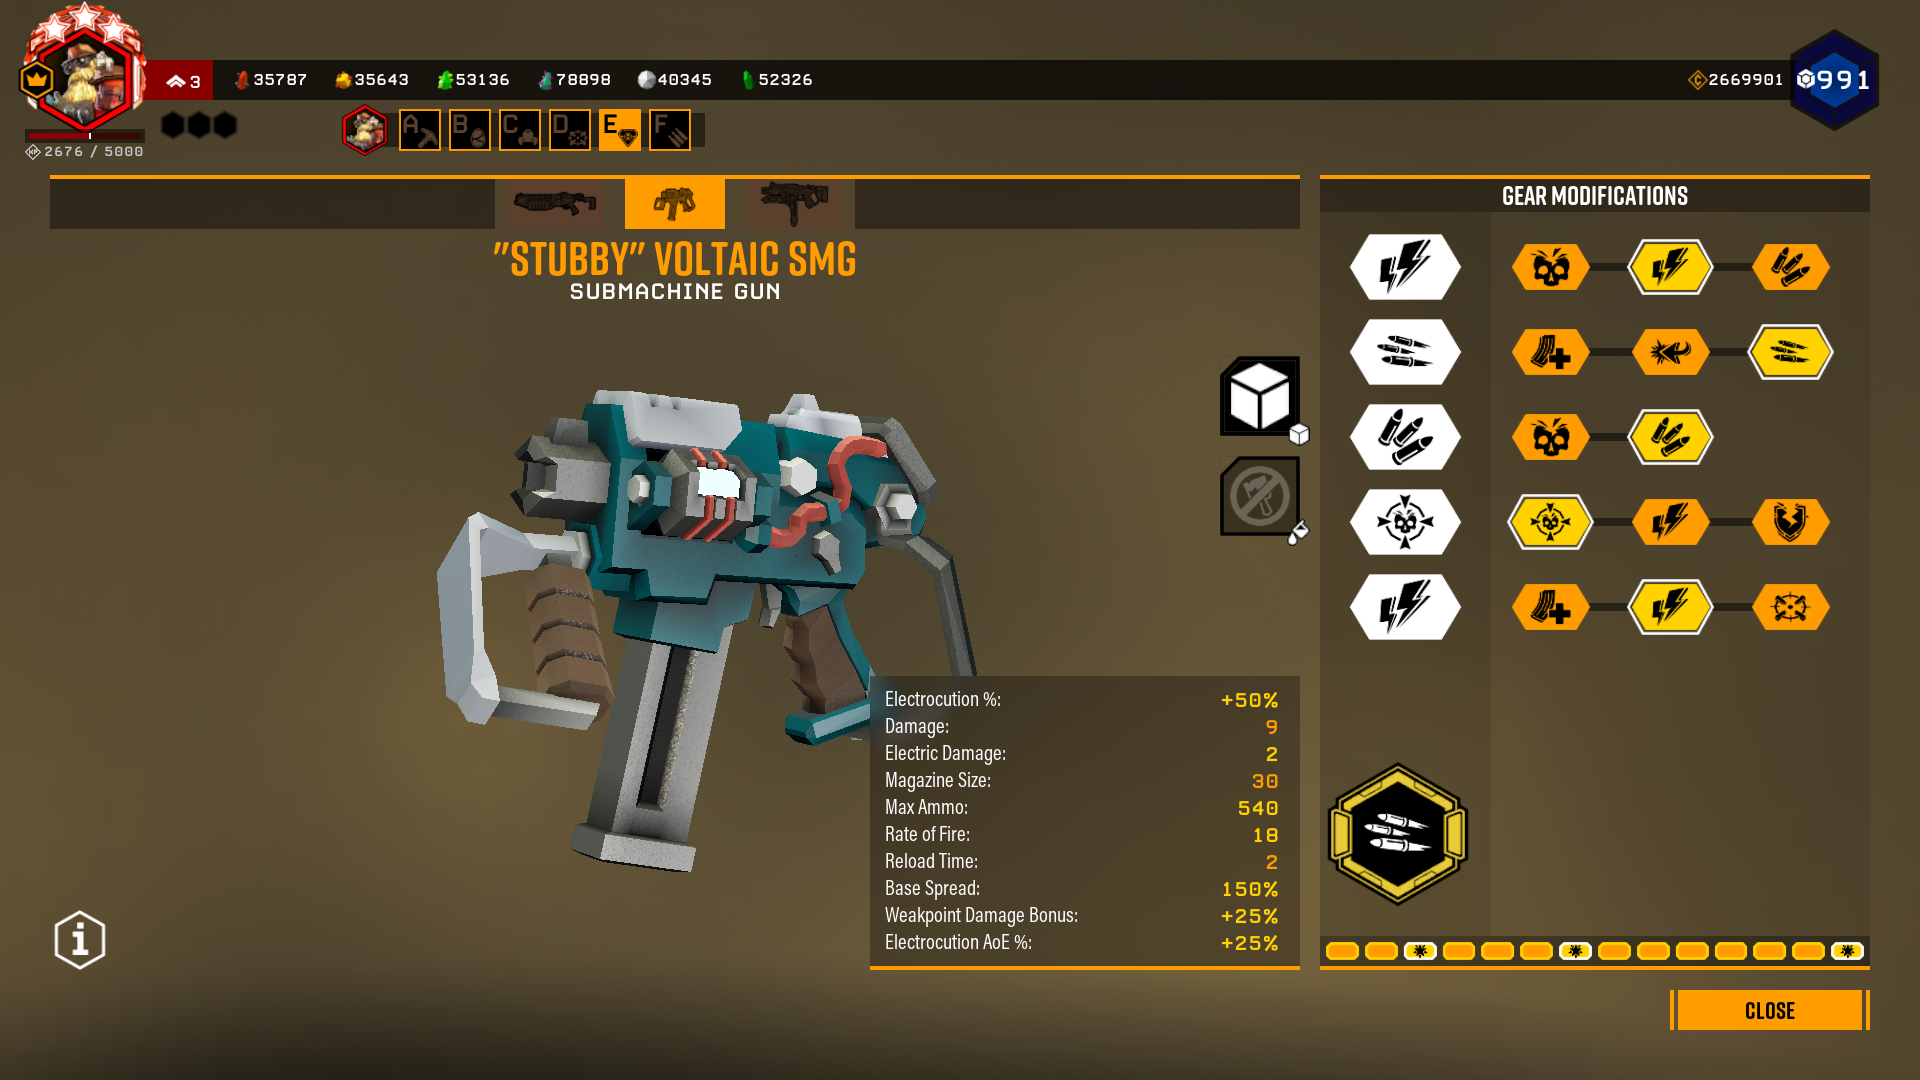 3
35787
35643
53136
78898
40345
52326
2669901
991
2676 / 5000
A
B
C
D
E
F
"STUBBY" VOLTAIC SMG
SUBMACHINE GUN
GEAR MODIFICATIONS
Electrocution %: +50%
Damage: 9
Electric Damage: 2
Magazine Size: 30
Max Ammo: 540
Rate of Fire: 18
Reload Time: 2
Base Spread: 150%
Weakpoint Damage Bonus: +25%
Electrocution AoE %: +25%
CLOSE